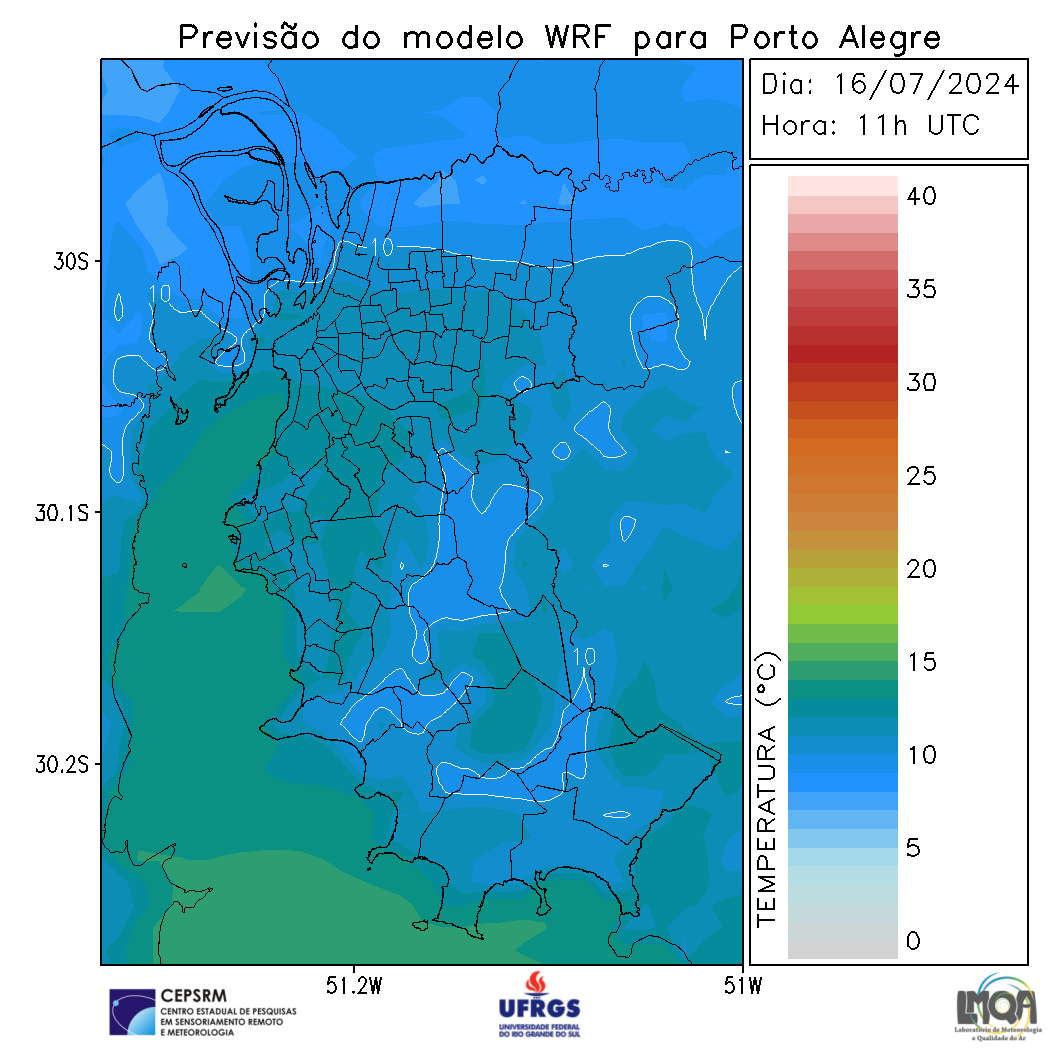 Previsão do modelo WRF para Porto Alegre
Dia: 16/07/2024
Hora: 11h UTC
40
35
30
25
20
15
10
5
0
TEMPERATURA (°C)
30S
30.1S
30.2S
51.2W
51W
10
10
10
CEPSRM
CENTRO ESTADUAL DE PESQUISAS
EM SENSORIAMENTO REMOTO
E METEOROLOGIA
UFRGS
UNIVERSIDADE FEDERAL
DO RIO GRANDE DO SUL
LMQA
Laboratório de Meteorologia
e Qualidade do Ar